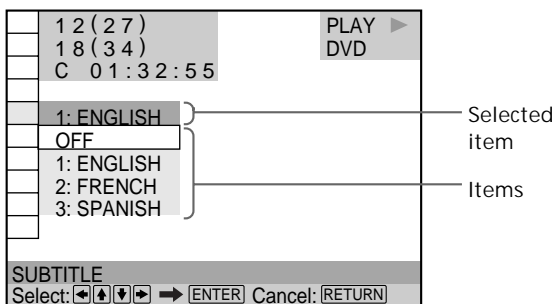 12(27) PLAY ►
18(34) DVD
C 01:32:55
1: ENGLISH
Selected item
OFF
1: ENGLISH
2: FRENCH
3: SPANISH
Items
SUBTITLE
Select: ← ↑ ↓ → ➡ ENTER Cancel: RETURN